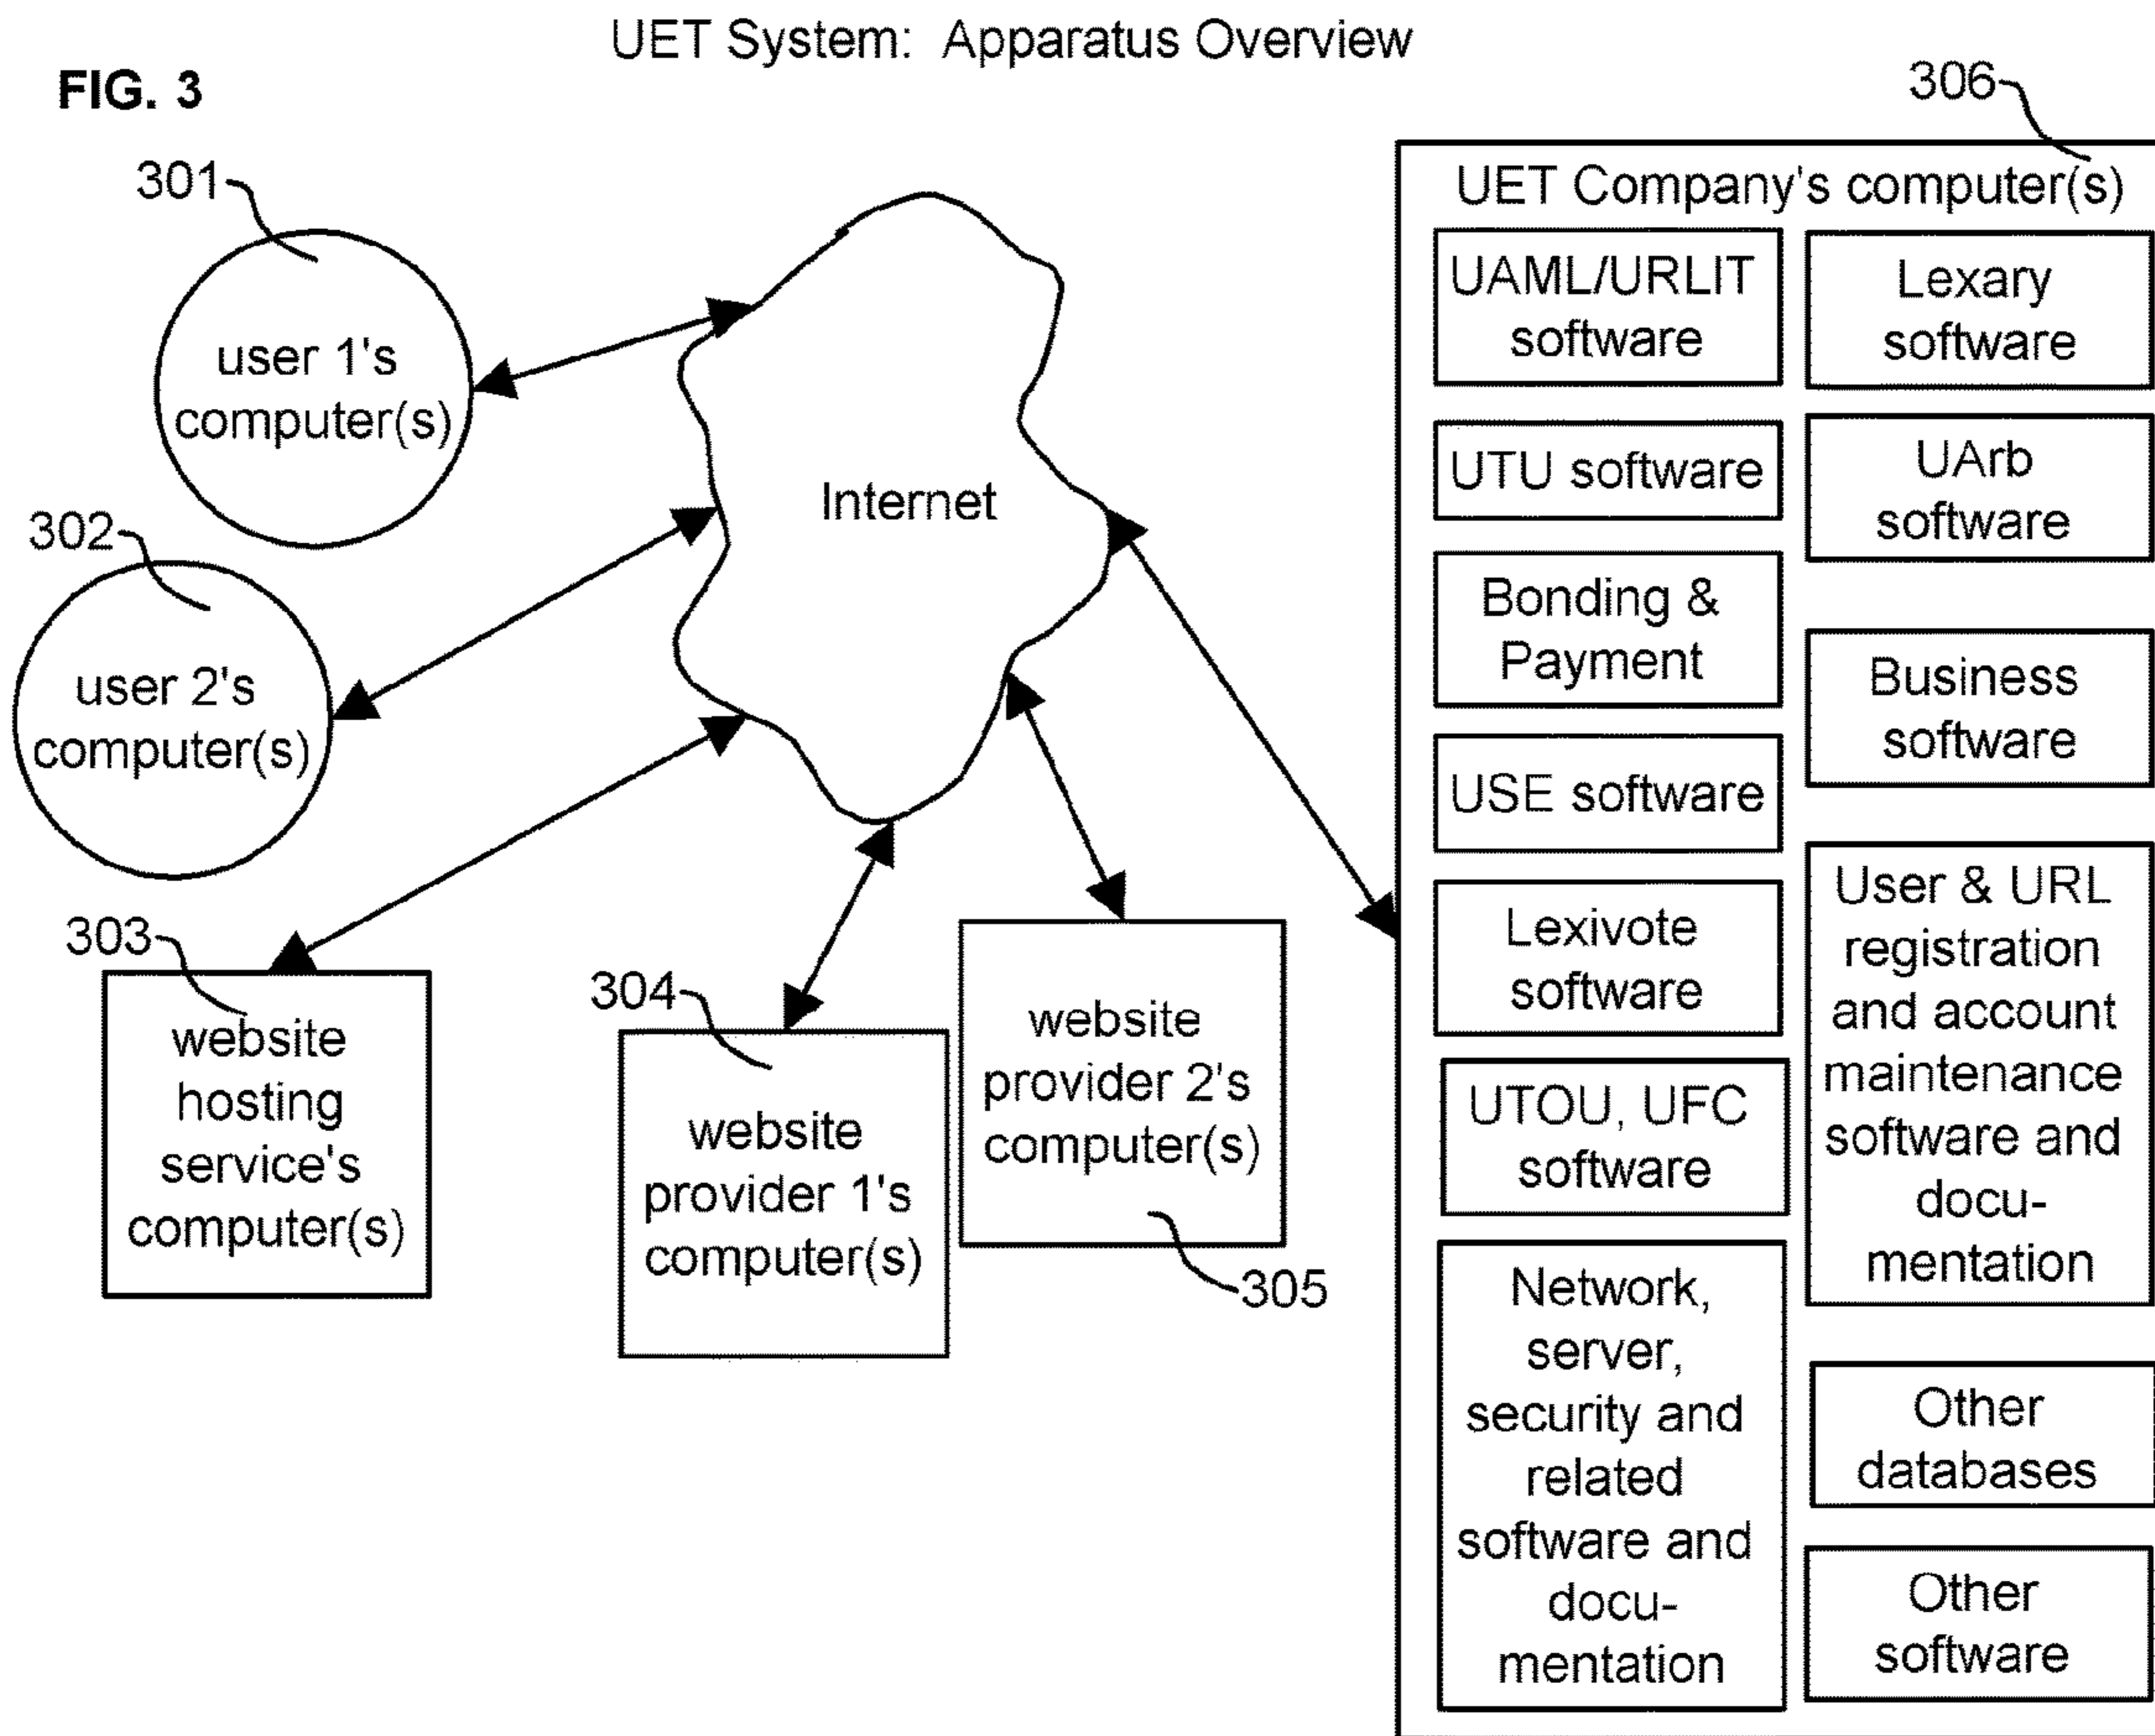 UET System: Apparatus Overview
FIG. 3
301
user 1's
computer(s)
302
user 2's
computer(s)
Internet
303
website
hosting
service's
computer(s)
304
website
provider 1's
computer(s)
website
provider 2's
computer(s)
305
306
UET Company's computer(s)
UAML/URLIT
software
UTU software
Bonding &
Payment
USE software
Lexivote
software
UTOU, UFC
software
Network,
server,
security and
related
software and
docu-
mentation
Lexary
software
UArb
software
Business
software
User & URL
registration
and account
maintenance
software and
docu-
mentation
Other
databases
Other
software